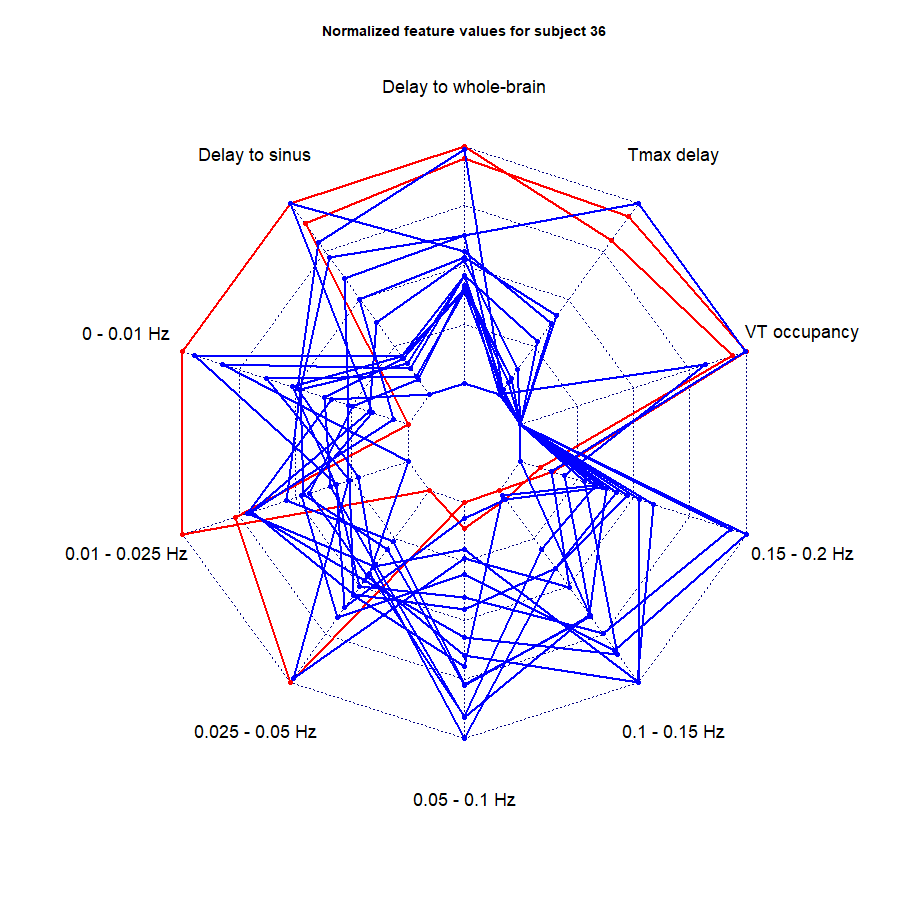 Normalized feature values for subject 36
Delay to whole-brain
Delay to sinus
Tmax delay
0 - 0.01 Hz
VT occupancy
0.01 - 0.025 Hz
0.15 - 0.2 Hz
0.025 - 0.05 Hz
0.1 - 0.15 Hz
0.05 - 0.1 Hz